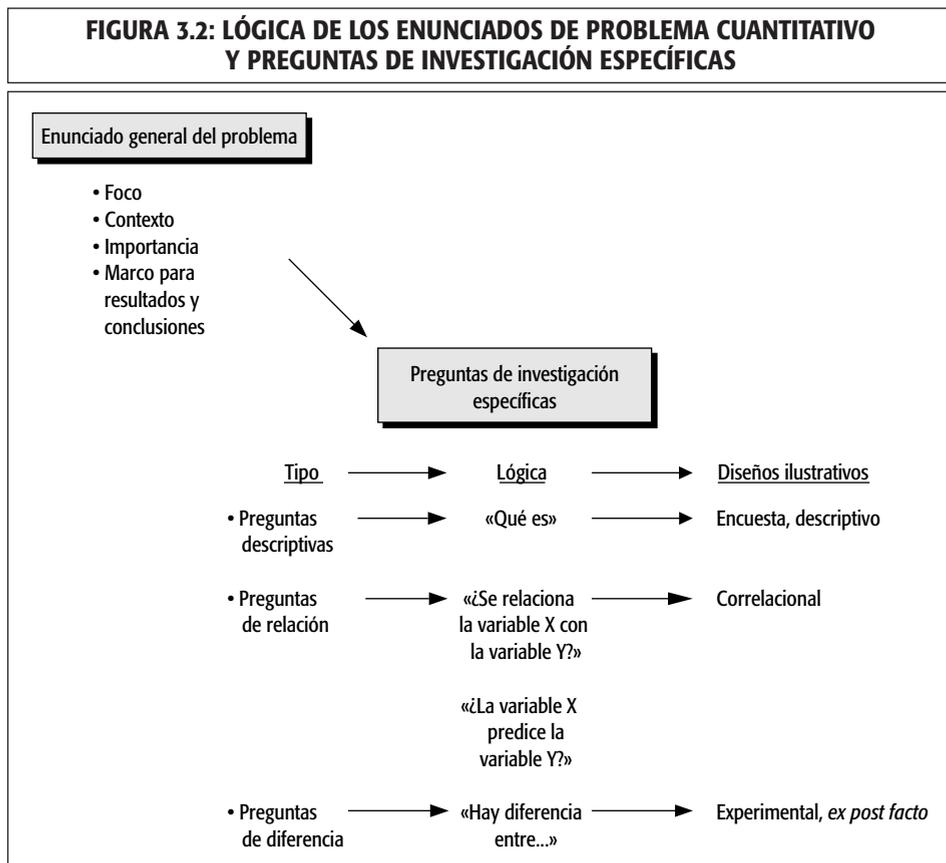 FIGURA 3.2: LÓGICA DE LOS ENUNCIADOS DE PROBLEMA CUANTITATIVO
Y PREGUNTAS DE INVESTIGACIÓN ESPECÍFICAS
Enunciado general del problema
• Foco
• Contexto
• Importancia
• Marco para
resultados y
conclusiones
Preguntas de investigación
específicas
Tipo Lógica Diseños ilustrativos
• Preguntas «Qué es» Encuesta, descriptivo
descriptivas
• Preguntas «¿Se relaciona Correlacional
de relación la variable X con
la variable Y?»
«¿La variable X
predice la
variable Y?»
• Preguntas «Hay diferencia Experimental, ex post facto
de diferencia entre...»